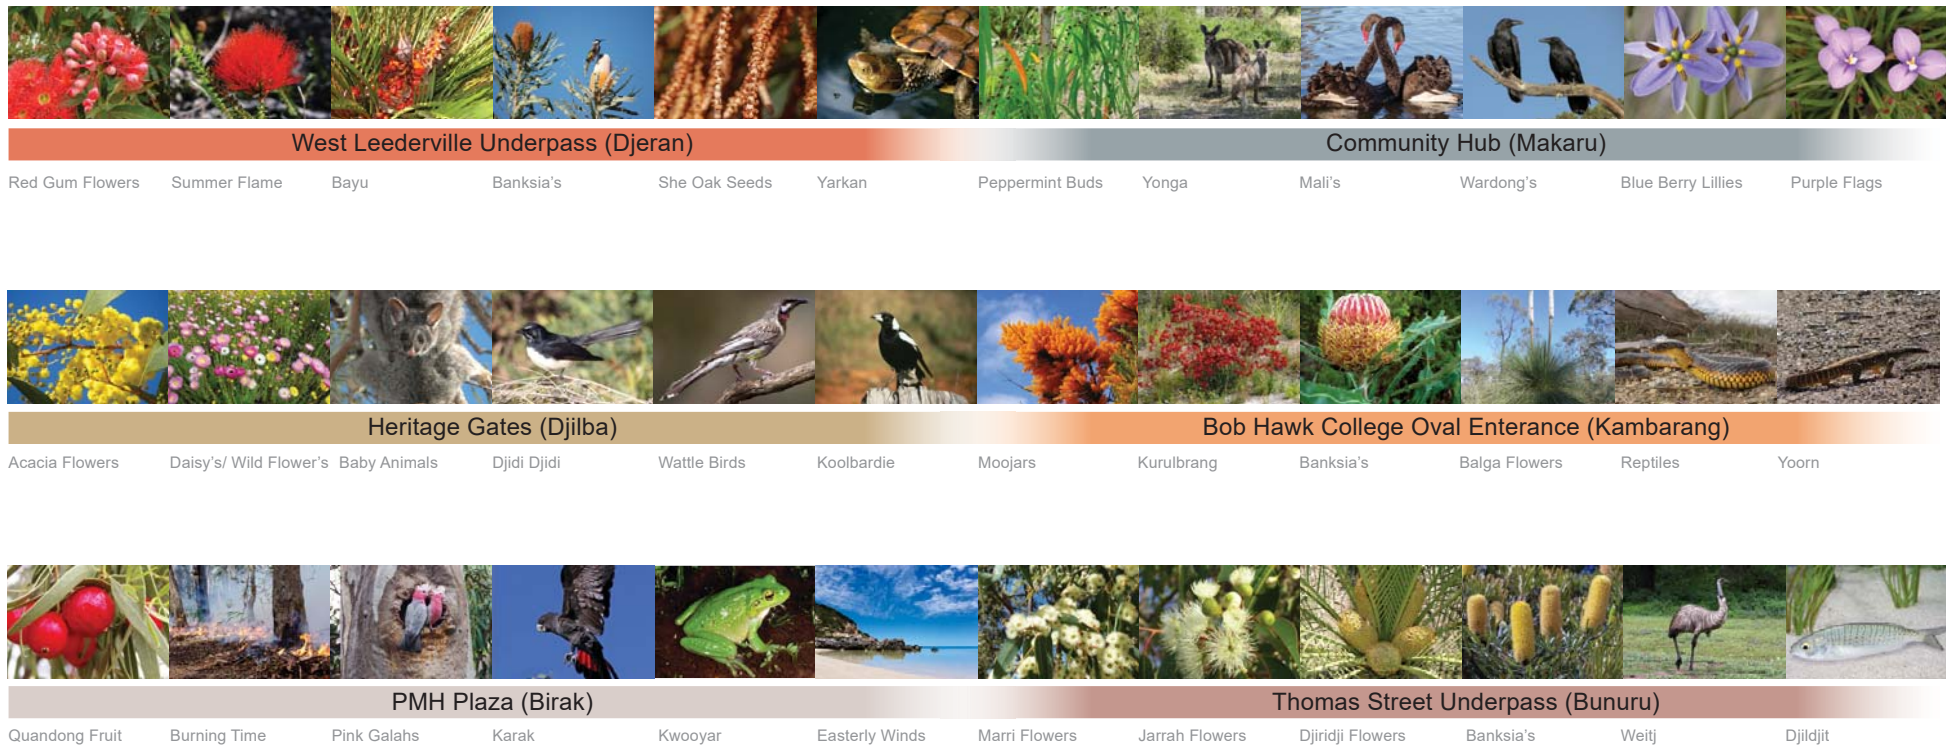 West Leederville Underpass (Djeran)
Community Hub (Makaru)
Red Gum Flowers
Summer Flame
Bayu
Banksia's
She Oak Seeds
Yarkan
Peppermint Buds
Yonga
Mali's
Wardong's
Blue Berry Lillies
Purple Flags
Heritage Gates (Djilba)
Bob Hawk College Oval Enterance (Kambarang)
Acacia Flowers
Daisy's/ Wild Flower's
Baby Animals
Djidi Djidi
Wattle Birds
Koolbardie
Moojars
Kurulbrang
Banksia's
Balga Flowers
Reptiles
Yoorn
PMH Plaza (Birak)
Thomas Street Underpass (Bunuru)
Quandong Fruit
Burning Time
Pink Galahs
Karak
Kwooyar
Easterly Winds
Marri Flowers
Jarrah Flowers
Djiridji Flowers
Banksia's
Weitj
Djildjit